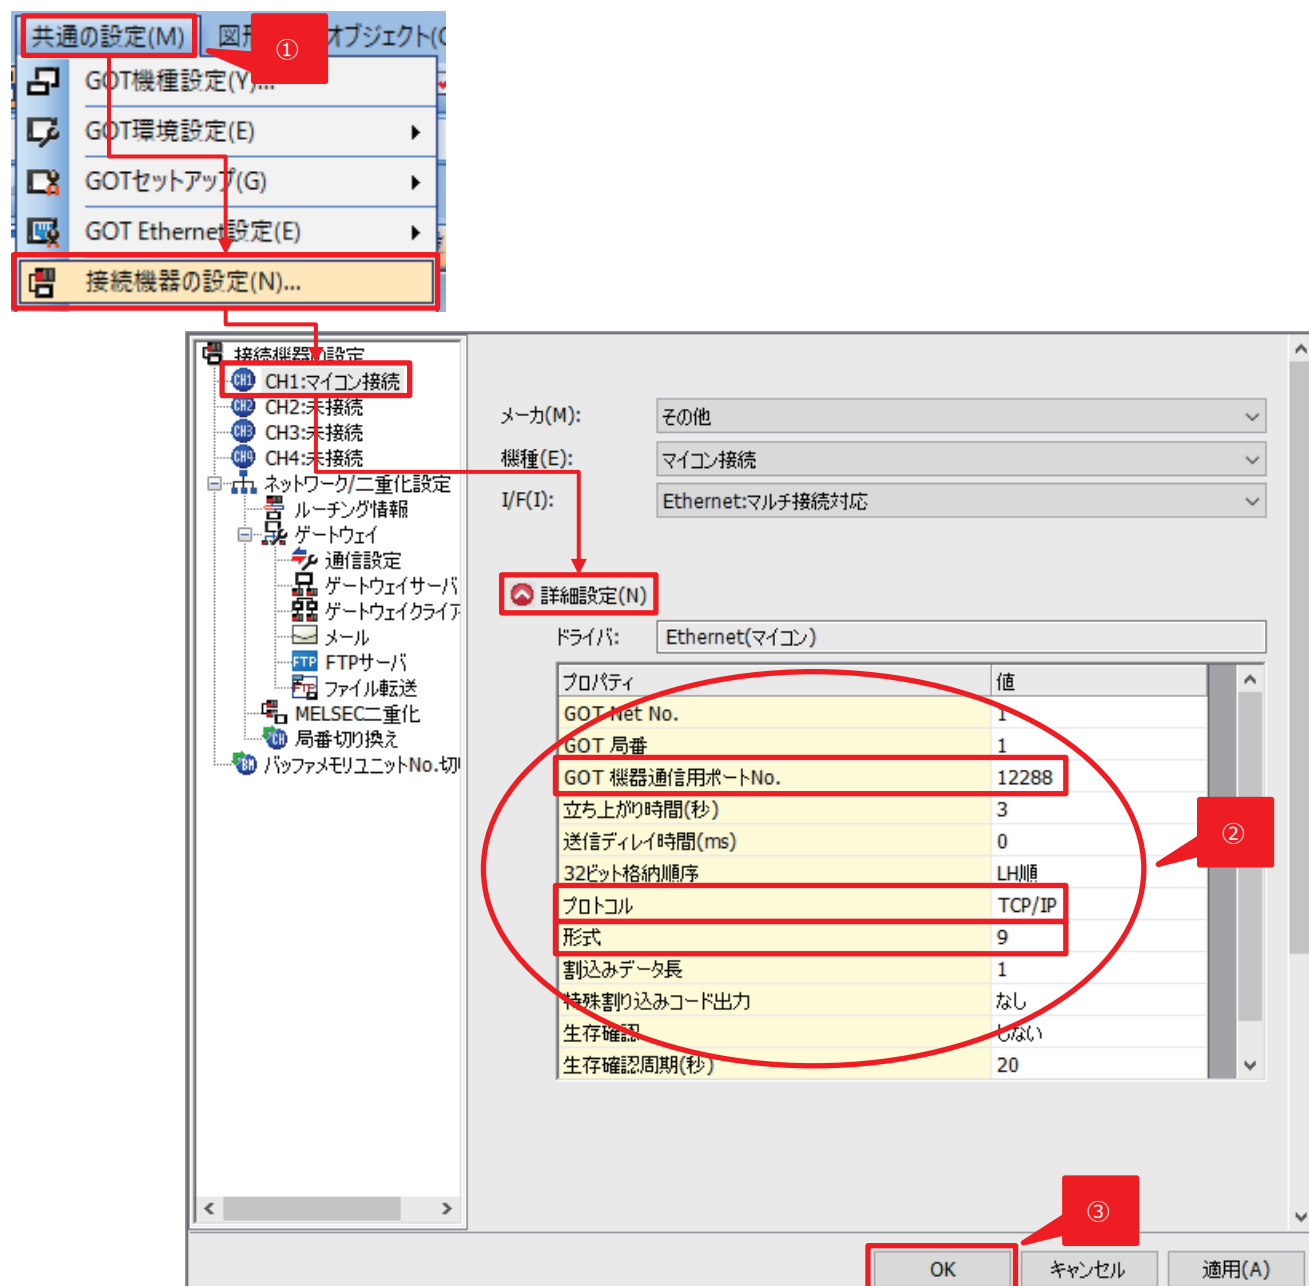 共通の設定(M)
①
オブジェクト(
GOT機種設定(Y)...
GOT環境設定(E)
GOTセットアップ(G)
GOT Ethernet設定(E)
接続機器の設定(N)...
接続機器の設定
CH1:マイコン接続
CH2:未接続
CH3:未接続
CH4:未接続
ネットワーク/二重化設定
ルーチング情報
ゲートウェイ
通信設定
ゲートウェイサーバ
ゲートウェイクライア
メール
FTPサーバ
ファイル転送
MELSEC二重化
局番切り換え
バッファメモリユニットNo.切
メーカ(M):
その他
機種(E):
マイコン接続
I/F(I):
Ethernet:マルチ接続対応
詳細設定(N)
ドライバ:
Ethernet(マイコン)
プロパティ 値
GOT Net No. 1
GOT 局番 1
GOT 機器通信用ポートNo. 12288
立ち上がり時間(秒) 3
送信ディレイ時間(ms) 0
32ビット格納順序 LH順
プロトコル TCP/IP
形式 9
割込みデータ長 1
特殊割り込みコード出力 なし
生存確認 しない
生存確認周期(秒) 20
②
③
OK
キャンセル
適用(A)